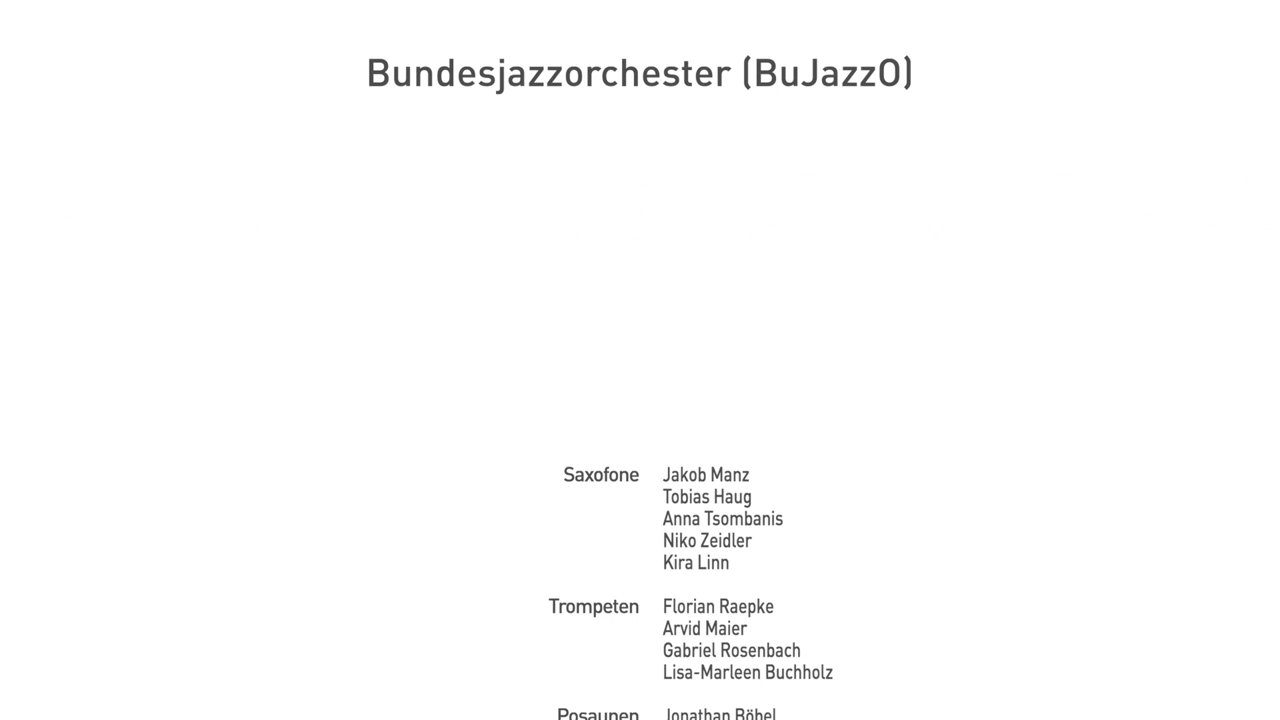 Bundesjazzorchester (BuJazzO)
Saxofone Jakob Manz
Tobias Haug
Anna Tsombanis
Niko Zeidler
Kira Linn
Trompeten Florian Raepke
Arvid Maier
Gabriel Rosenbach
Lisa-Marleen Buchholz
Posaunen Jonathan Böbel